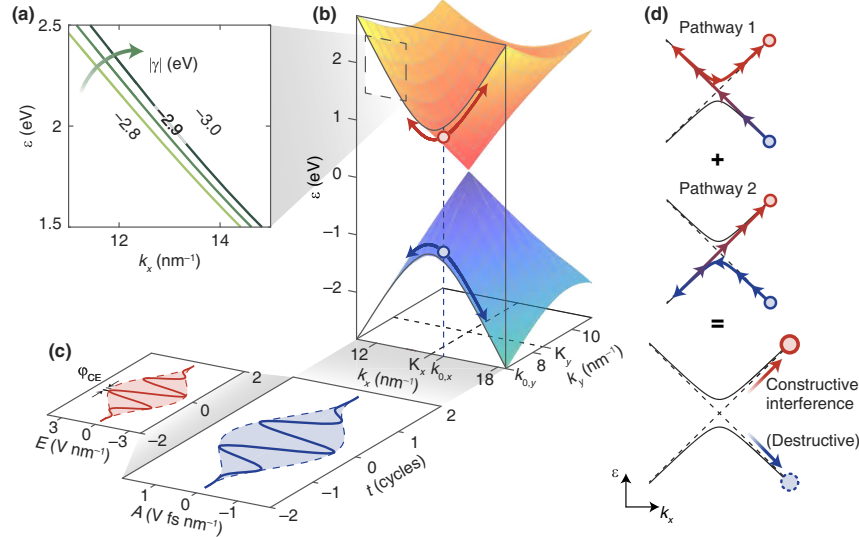 (a)
2.5
2
1.5
ε (eV)
|γ| (eV)
−2.8
−2.9
−3.0
12
14
kₓ (nm⁻¹)
(b)
2
1
0
−1
−2
ε (eV)
12
Kₓ
k₀,ₓ
18
kₓ (nm⁻¹)
k₀,y
8
K_y
10
k_y (nm⁻¹)
(c)
φCE
3
0
−3
E (V nm⁻¹)
−2
0
2
1
0
−1
A (V fs nm⁻¹)
−2
−1
0
1
2
t (cycles)
(d)
Pathway 1
+
Pathway 2
=
Constructive
interference
(Destructive)
ε
kₓ